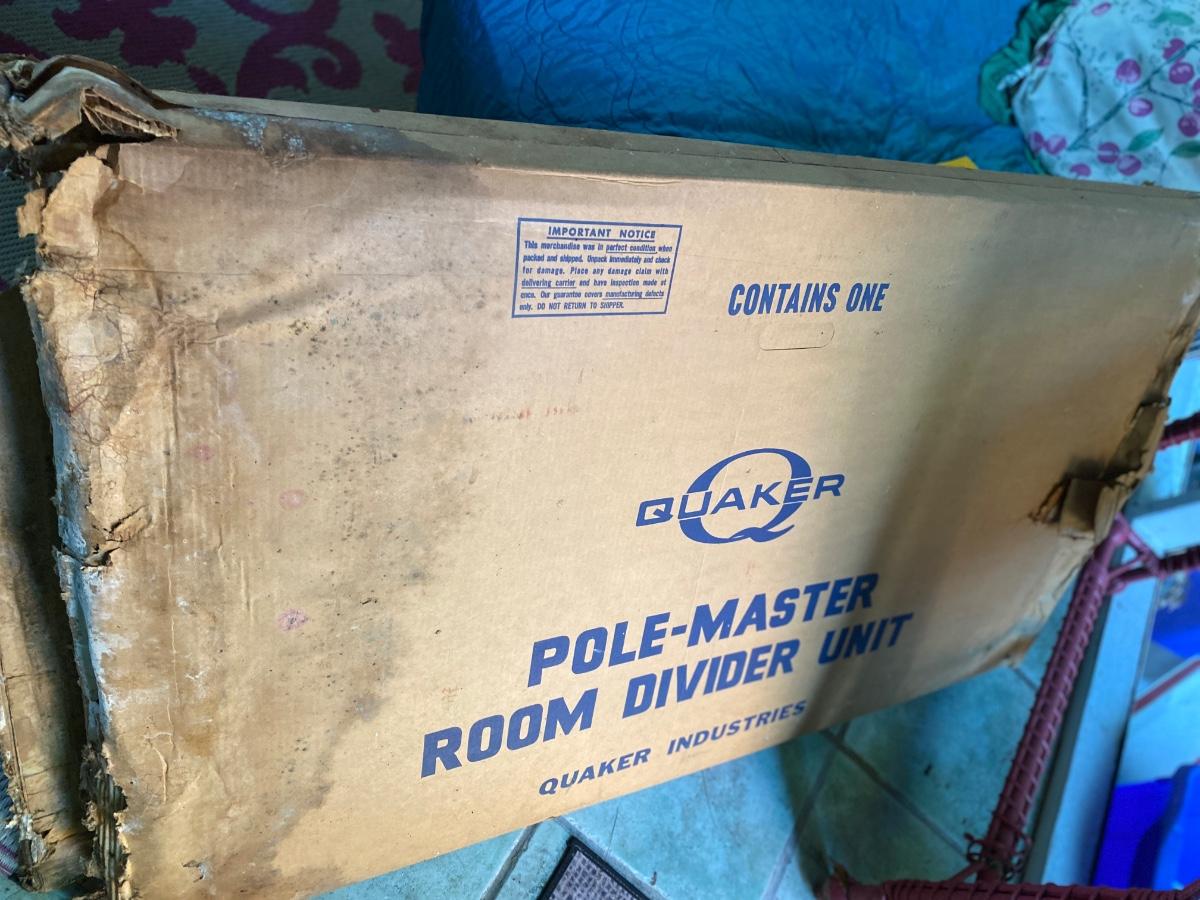 IMPORTANT NOTICE
This merchandise was in perfect condition when
packed and shipped. Unpack immediately and check
for damage. Place any damage claim with
delivering carrier and have inspection made at
once. Our guarantee covers manufacturing defects
only. DO NOT RETURN TO SHIPPER.
CONTAINS ONE
QUAKER
POLE-MASTER
ROOM DIVIDER UNIT
QUAKER INDUSTRIES